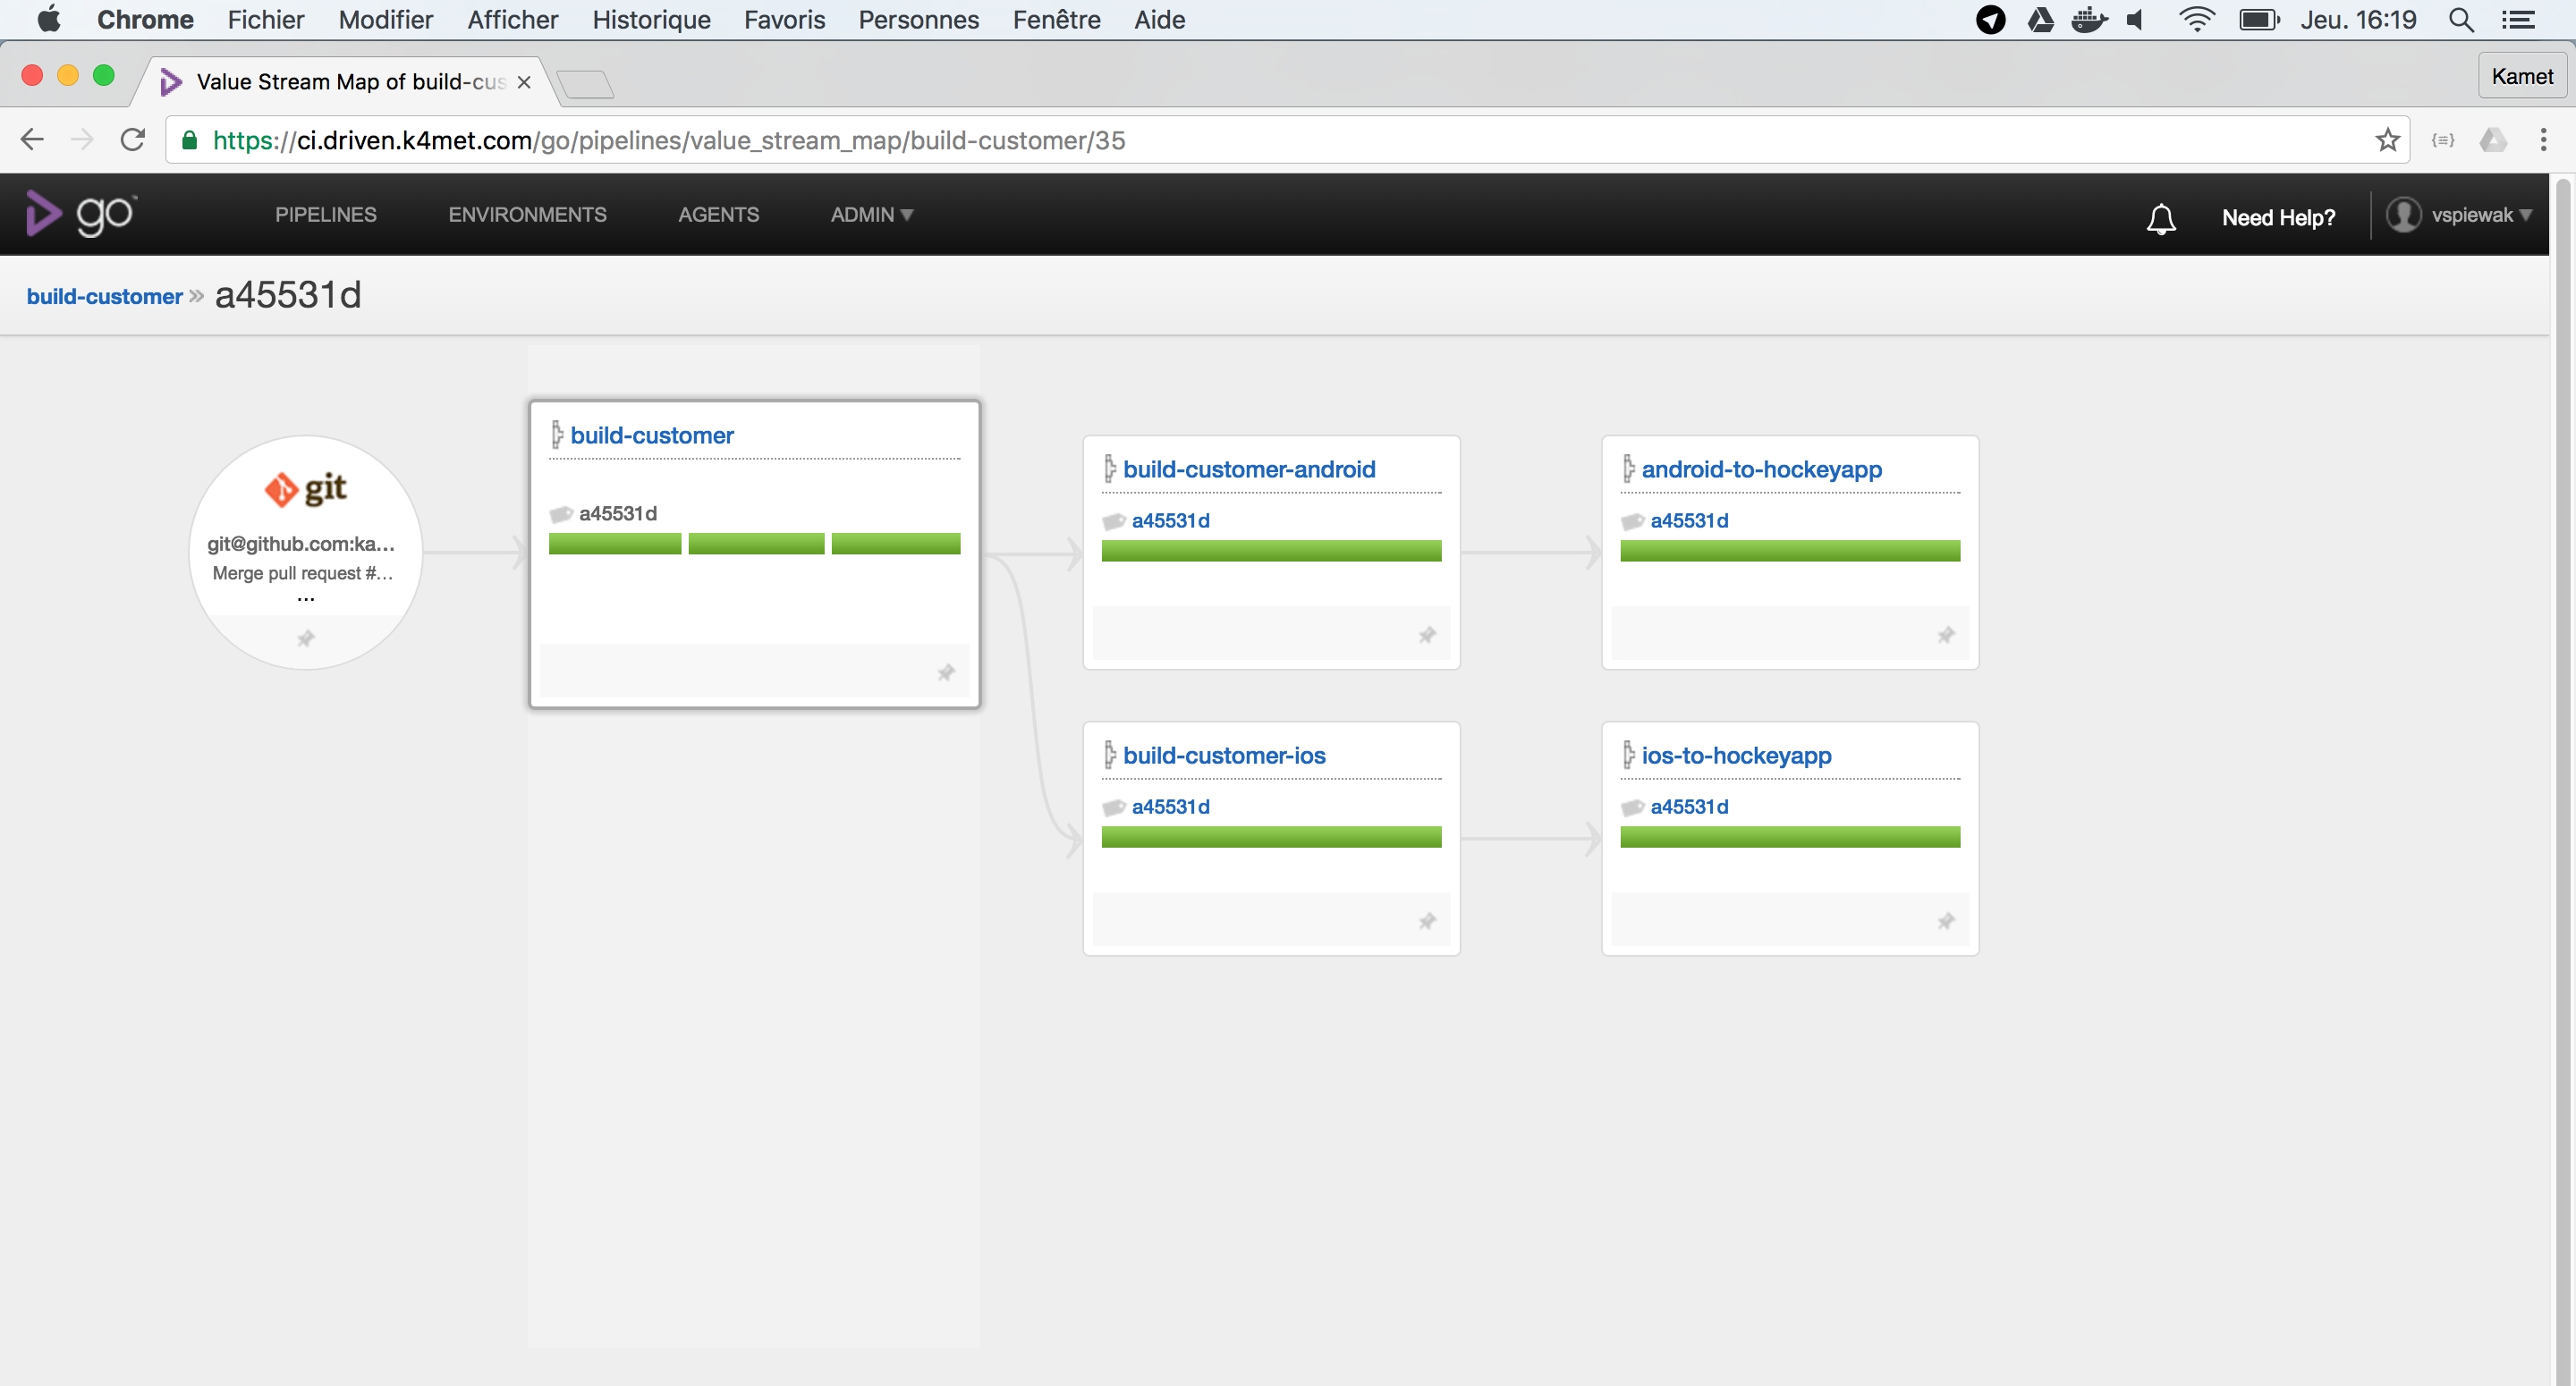 Chrome Fichier Modifier Afficher Historique Favoris Personnes Fenêtre Aide Jeu. 16:19
Value Stream Map of build-cus
Kamet
https://ci.driven.k4met.com/go/pipelines/value_stream_map/build-customer/35
go PIPELINES ENVIRONMENTS AGENTS ADMIN Need Help? vspiewak
build-customer » a45531d
git
git@github.com:ka...
Merge pull request #...
...
build-customer
a45531d
build-customer-android
a45531d
android-to-hockeyapp
a45531d
build-customer-ios
a45531d
ios-to-hockeyapp
a45531d